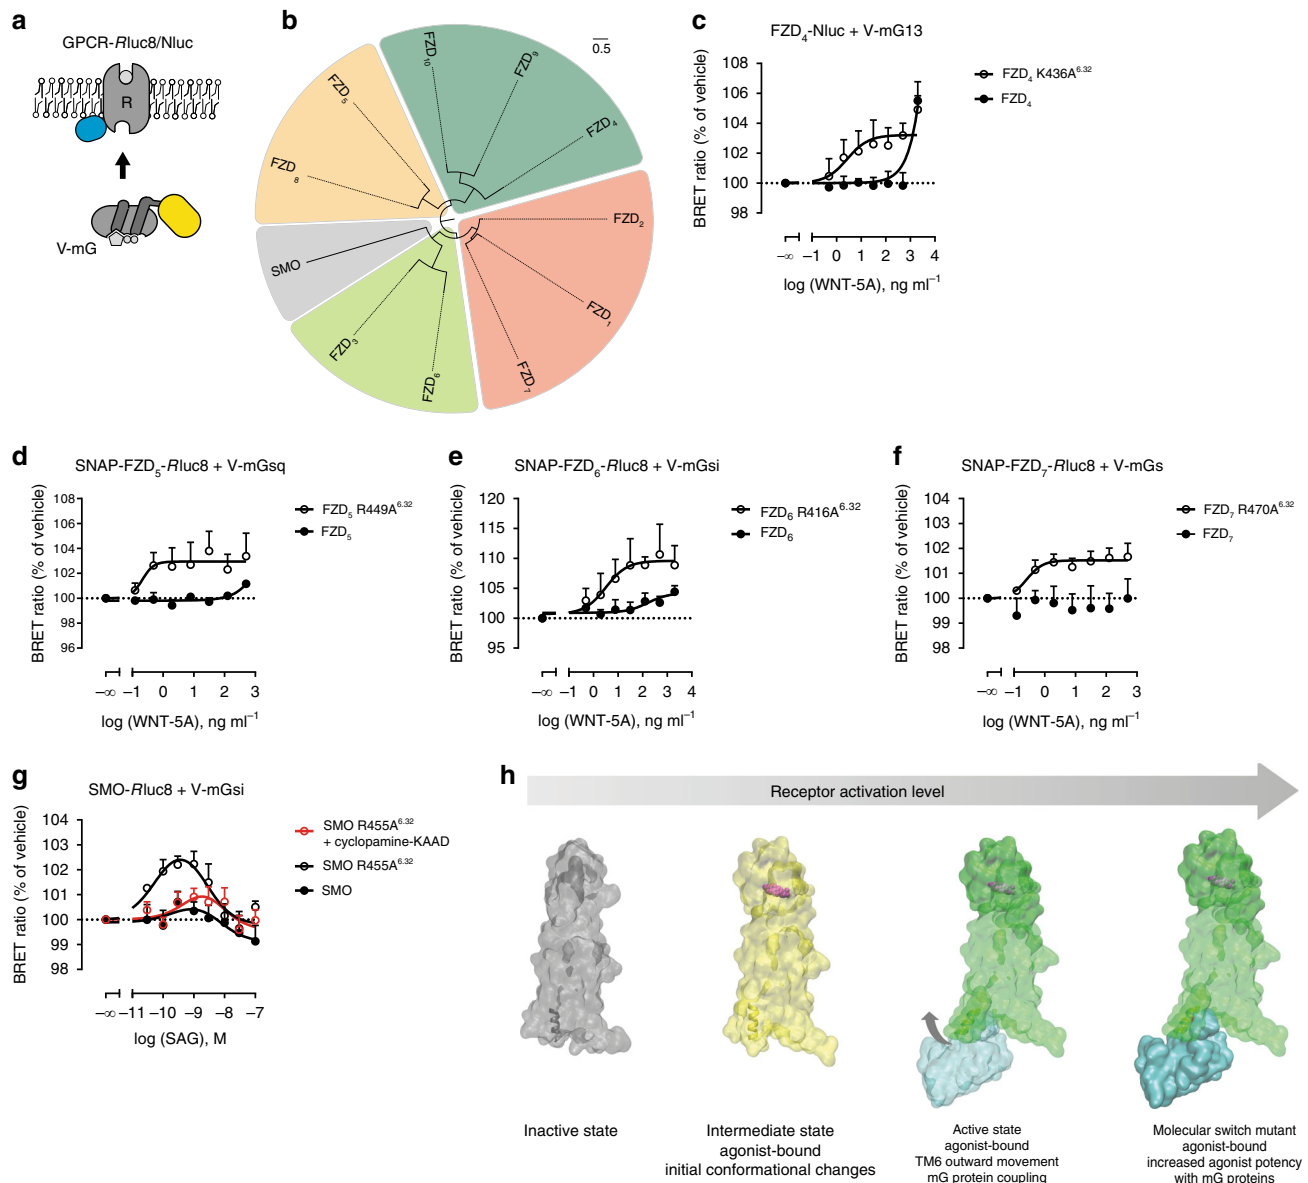 a
GPCR-Rluc8/Nluc
R
V-mG
b
0.5
FZD10
FZD9
FZD4
FZD5
FZD8
SMO
FZD3
FZD6
FZD2
FZD1
FZD7
c
FZD4-Nluc + V-mG13
BRET ratio (% of vehicle)
108
106
104
102
100
98
−∞ −1 0 1 2 3 4
log (WNT-5A), ng ml−1
FZD4 K436A6.32
FZD4
d
SNAP-FZD5-Rluc8 + V-mGsq
BRET ratio (% of vehicle)
108
106
104
102
100
98
96
−∞ −1 0 1 2 3
log (WNT-5A), ng ml−1
FZD5 R449A6.32
FZD5
e
SNAP-FZD6-Rluc8 + V-mGsi
BRET ratio (% of vehicle)
120
115
110
105
100
95
−∞ −1 0 1 2 3 4
log (WNT-5A), ng ml−1
FZD6 R416A6.32
FZD6
f
SNAP-FZD7-Rluc8 + V-mGs
BRET ratio (% of vehicle)
104
103
102
101
100
99
98
−∞ −1 0 1 2 3
log (WNT-5A), ng ml−1
FZD7 R470A6.32
FZD7
g
SMO-Rluc8 + V-mGsi
BRET ratio (% of vehicle)
104
103
102
101
100
99
98
−∞ −11 −10 −9 −8 −7
log (SAG), M
SMO R455A6.32
+ cyclopamine-KAAD
SMO R455A6.32
SMO
h
Receptor activation level
Inactive state
Intermediate state
agonist-bound
initial conformational changes
Active state
agonist-bound
TM6 outward movement
mG protein coupling
Molecular switch mutant
agonist-bound
increased agonist potency
with mG proteins